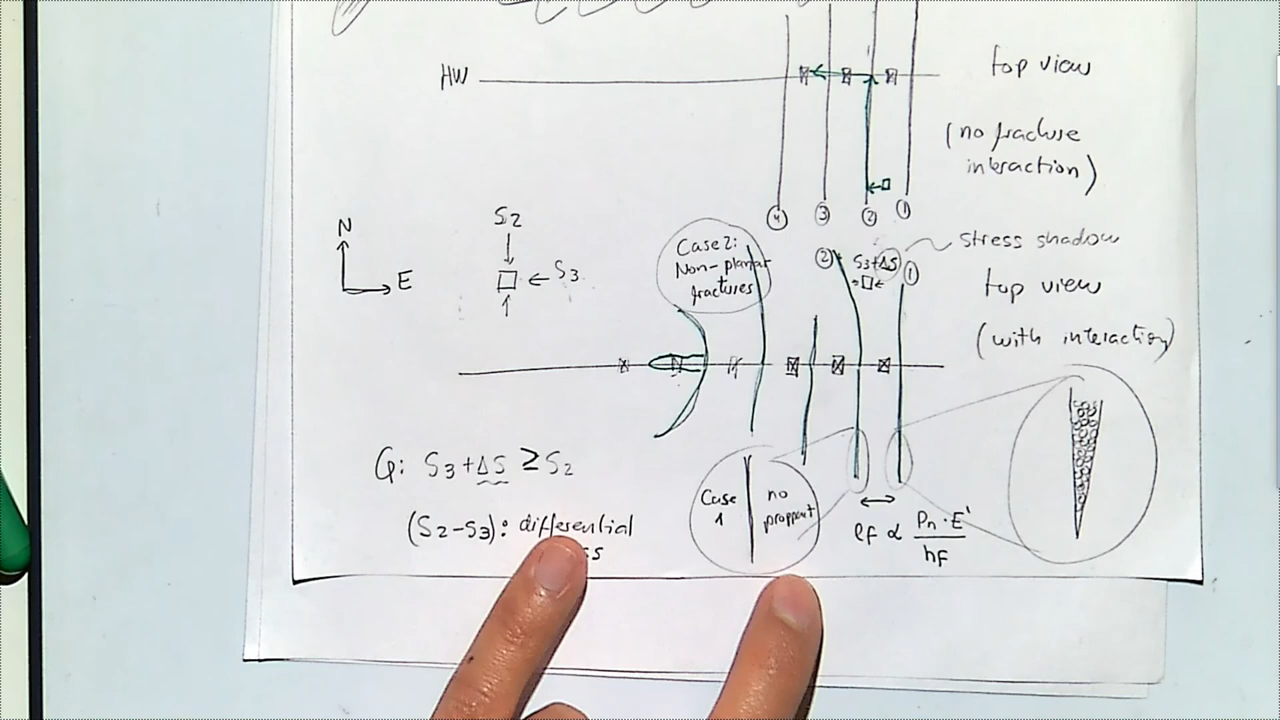 HW
top view
(no fracture
interaction)
4 3 2 1
N
E
S2
S3
Case 2:
Non-planar
fractures
2
S3+ΔS
1
stress shadow
top view
(with interaction)
Q: S3+ΔS ≥ S2
(S2-S3): differential
Case
1
no
proppant
ef ∝ Pn·E'
hf